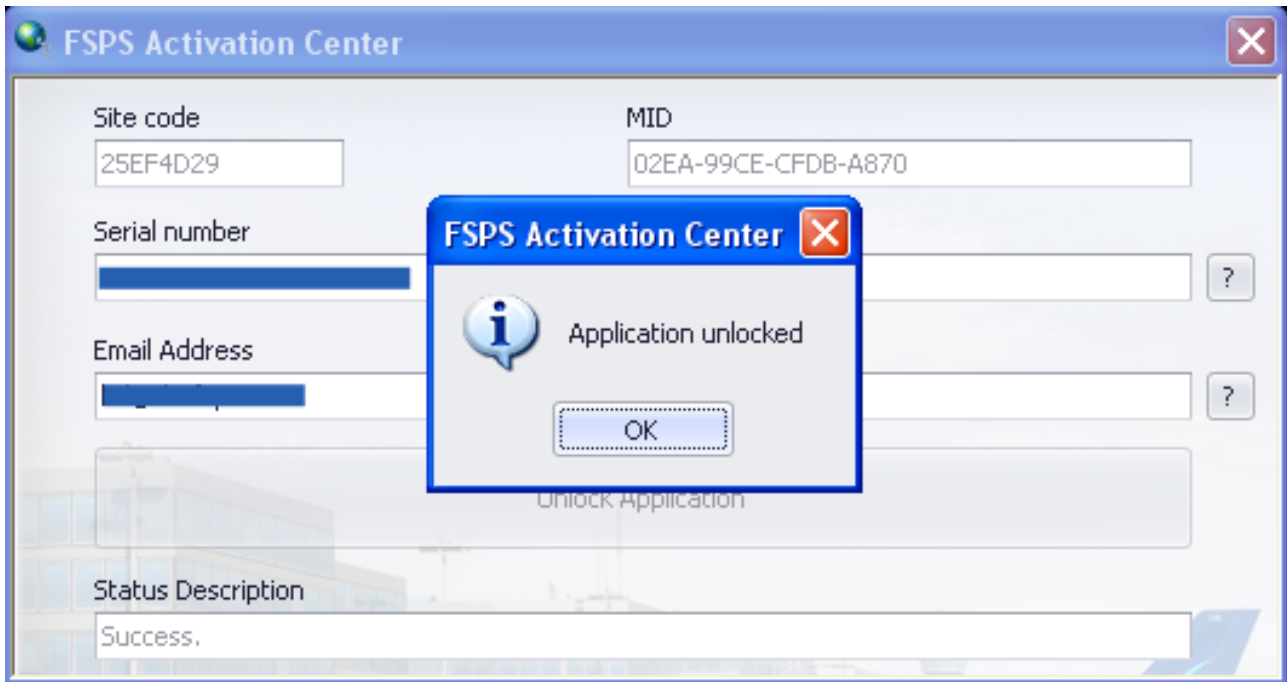 FSPS Activation Center
Site code
MID
25EF4D29
02EA-99CE-CFDB-A870
Serial number
FSPS Activation Center
?
Application unlocked
Email Address
?
OK
Unlock Application
Status Description
Success.